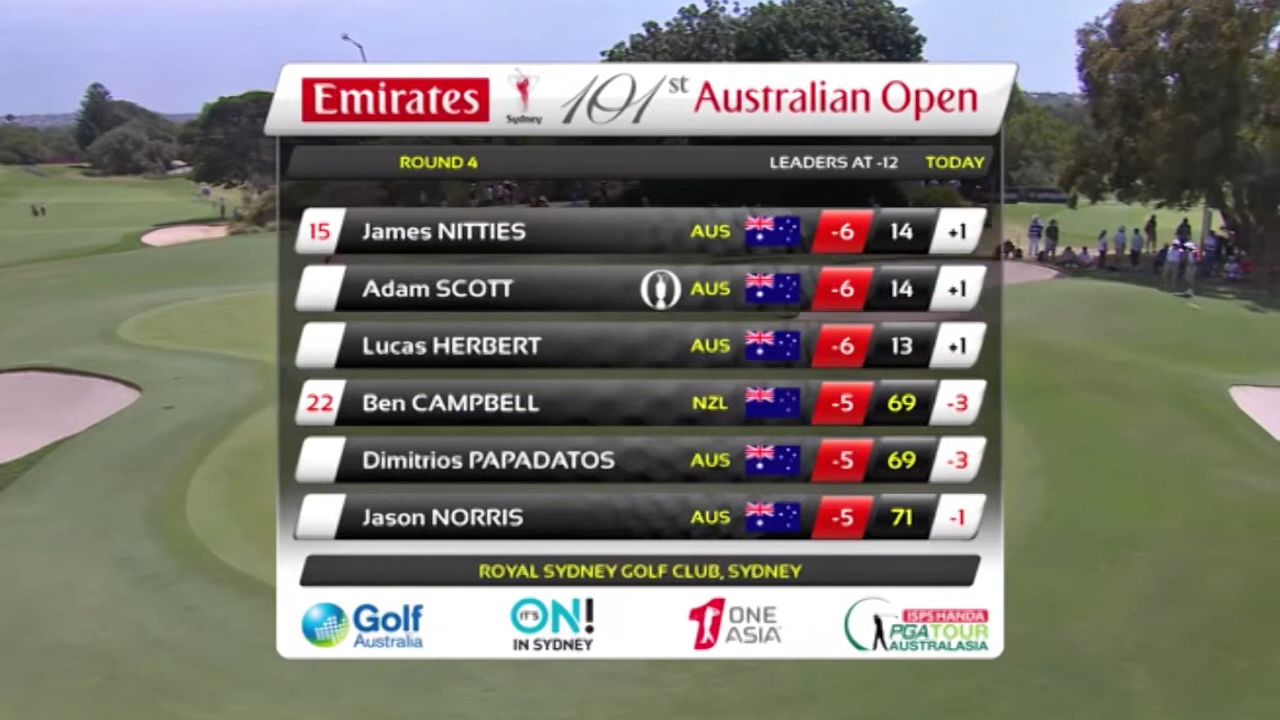 Emirates Sydney 101st Australian Open
ROUND 4 LEADERS AT -12 TODAY
15 James NITTIES AUS -6 14 +1
Adam SCOTT AUS -6 14 +1
Lucas HERBERT AUS -6 13 +1
22 Ben CAMPBELL NZL -5 69 -3
Dimitrios PAPADATOS AUS -5 69 -3
Jason NORRIS AUS -5 71 -1
ROYAL SYDNEY GOLF CLUB, SYDNEY
Golf Australia
IT'S ON! IN SYDNEY
1 ONE ASIA
ISPS HANDA PGA TOUR AUSTRALASIA